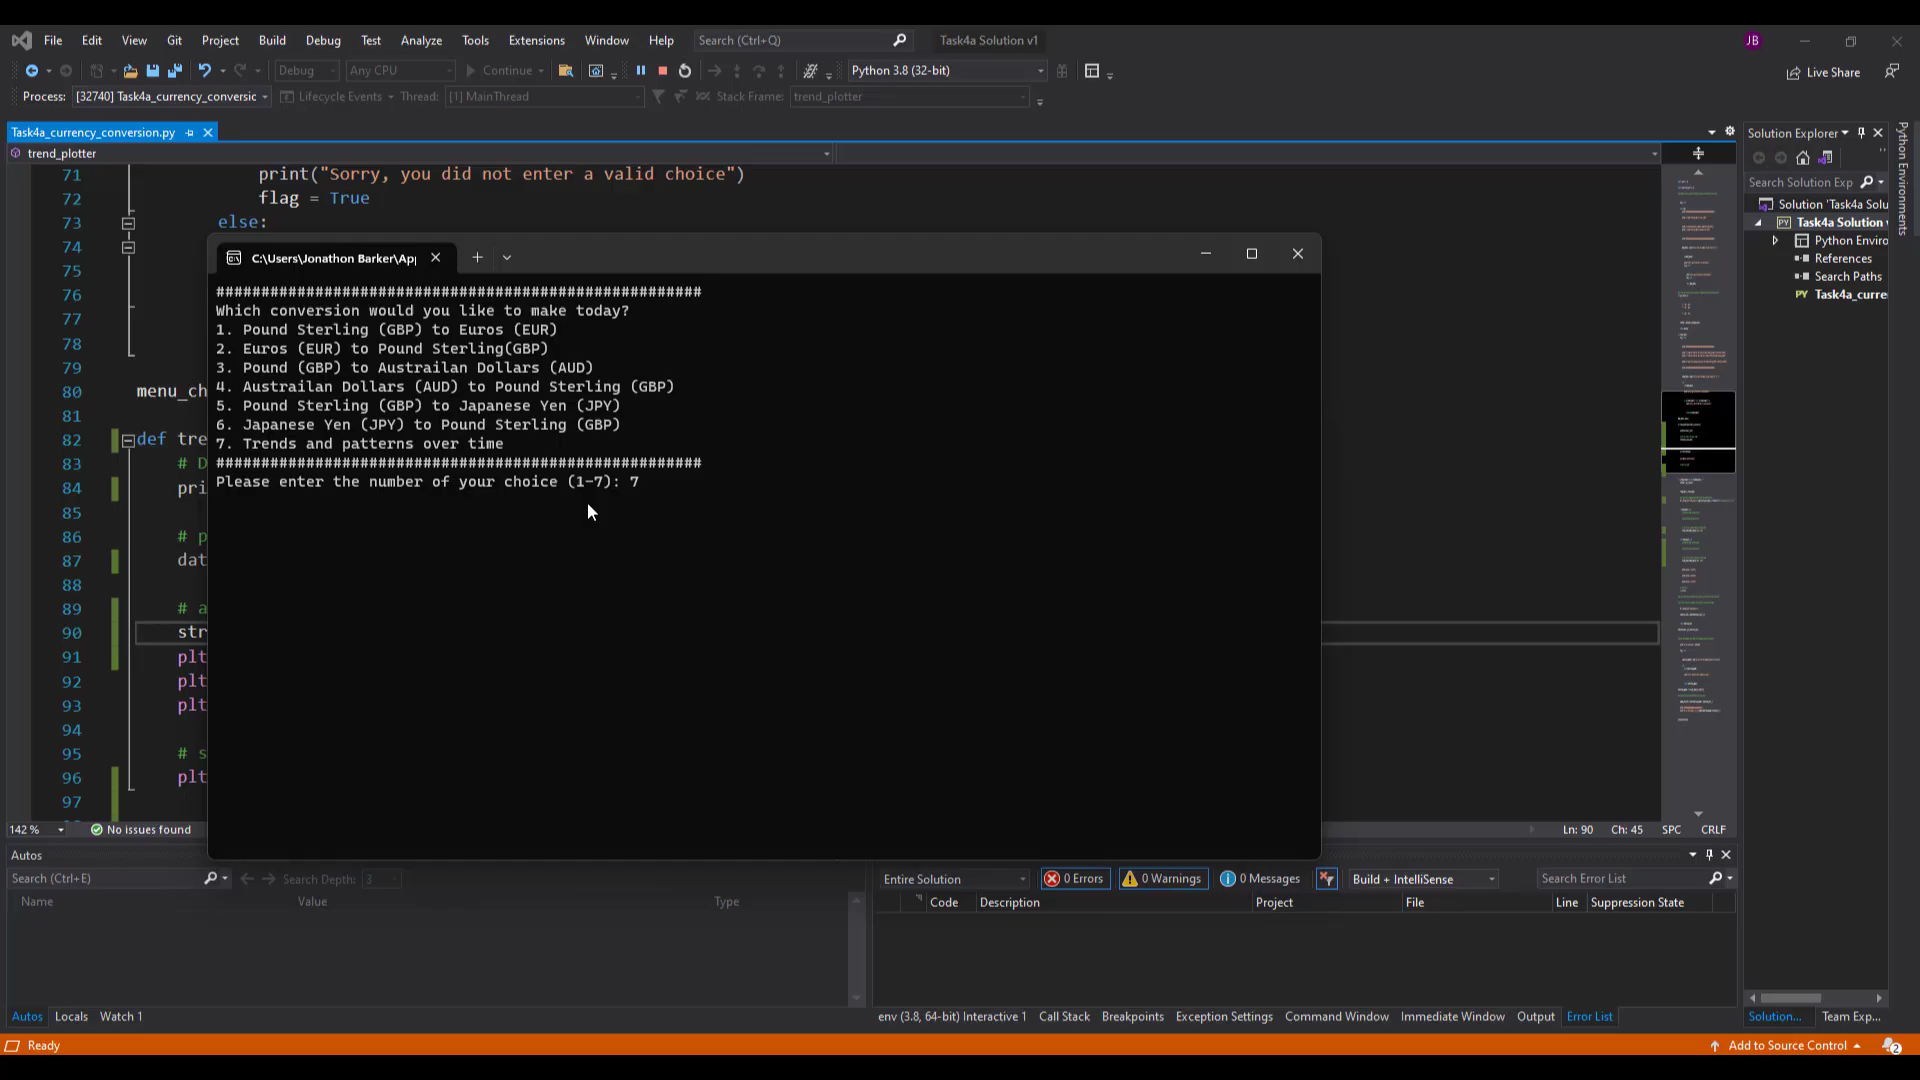 File Edit View Git Project Build Debug Test Analyze Tools Extensions Window Help Search (Ctrl+Q) Task4a Solution v1 JB
Debug Any CPU Continue Python 3.8 (32-bit) Live Share
Process: [32740] Task4a_currency_conversic Lifecycle Events Thread: [1] MainThread Stack Frame: trend_plotter
Task4a_currency_conversion.py
trend_plotter
71 print("Sorry, you did not enter a valid choice")
72 flag = True
73 else:
74
75
76
77
78
79
80 menu_ch
81
82 def tre
83 # D
84 pri
85
86 # p
87 dat
88
89 # a
90 str
91 plt
92 plt
93 plt
94
95 # s
96 plt
97
C:\Users\Jonathon Barker\Ap
#######################################################
Which conversion would you like to make today?
1. Pound Sterling (GBP) to Euros (EUR)
2. Euros (EUR) to Pound Sterling(GBP)
3. Pound (GBP) to Austrailan Dollars (AUD)
4. Austrailan Dollars (AUD) to Pound Sterling (GBP)
5. Pound Sterling (GBP) to Japanese Yen (JPY)
6. Japanese Yen (JPY) to Pound Sterling (GBP)
7. Trends and patterns over time
#######################################################
Please enter the number of your choice (1-7): 7
Solution Explorer
Search Solution Exp
Solution 'Task4a Solu
Task4a Solution
Python Enviro
References
Search Paths
PY Task4a_curre
Python Environments
142 % No issues found Ln: 90 Ch: 45 SPC CRLF
Autos
Search (Ctrl+E) Search Depth: 3
Name Value Type
Entire Solution 0 Errors 0 Warnings 0 Messages Build + IntelliSense Search Error List
Code Description Project File Line Suppression State
Autos Locals Watch 1
env (3.8, 64-bit) Interactive 1 Call Stack Breakpoints Exception Settings Command Window Immediate Window Output Error List
Solution... Team Exp...
Ready Add to Source Control 2